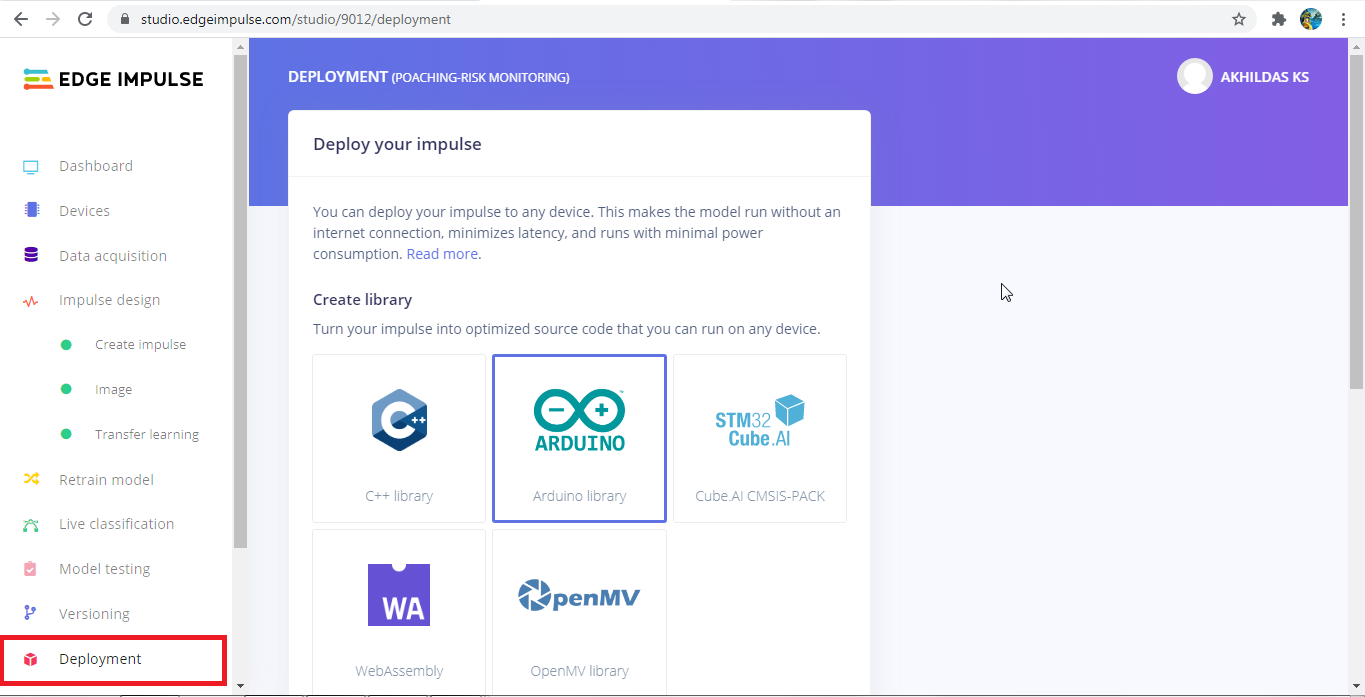 studio.edgeimpulse.com/studio/9012/deployment
EDGE IMPULSE
Dashboard
Devices
Data acquisition
Impulse design
Create impulse
Image
Transfer learning
Retrain model
Live classification
Model testing
Versioning
Deployment
DEPLOYMENT (POACHING-RISK MONITORING)
AKHILDAS KS
Deploy your impulse
You can deploy your impulse to any device. This makes the model run without an
internet connection, minimizes latency, and runs with minimal power
consumption. Read more.
Create library
Turn your impulse into optimized source code that you can run on any device.
C++
C++ library
ARDUINO
Arduino library
STM32
Cube.AI
Cube.AI CMSIS-PACK
WA
WebAssembly
OpenMV
OpenMV library